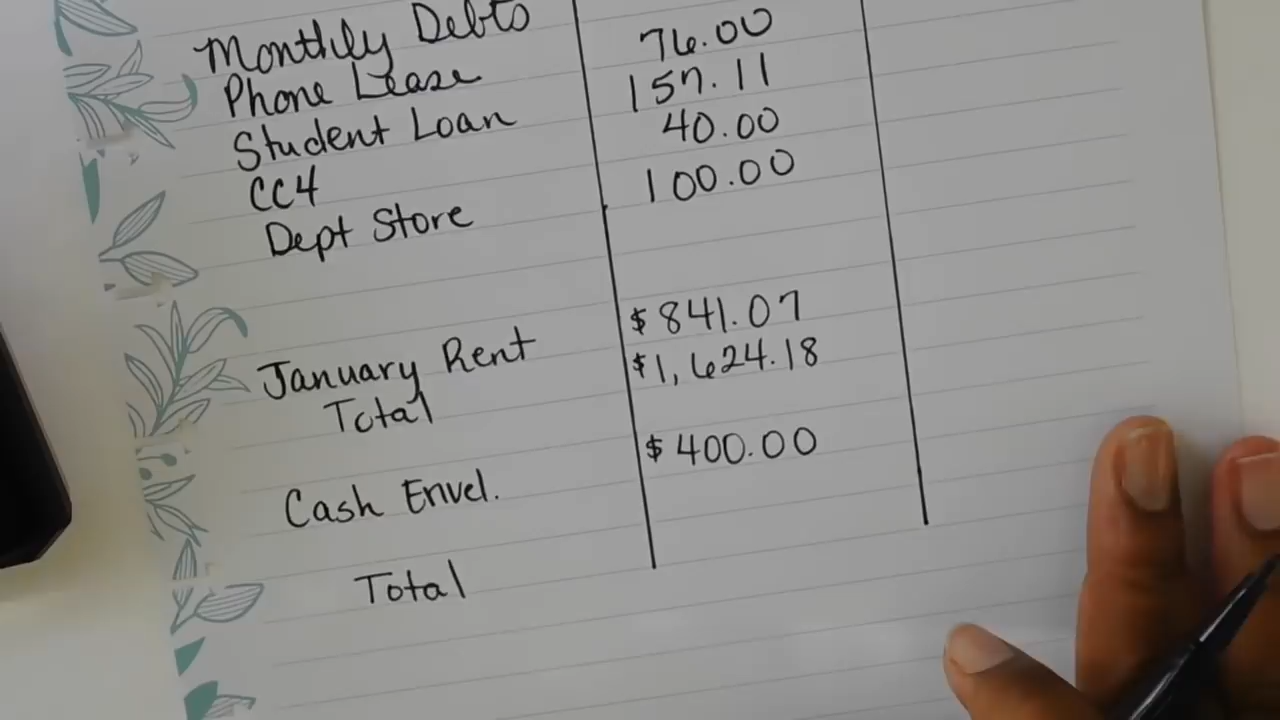 Monthly Debts
Phone Lease 76.00
Student Loan 157.11
CC4 40.00
Dept Store 100.00
January Rent $841.07
Total $1,624.18
Cash Envel. $400.00
Total